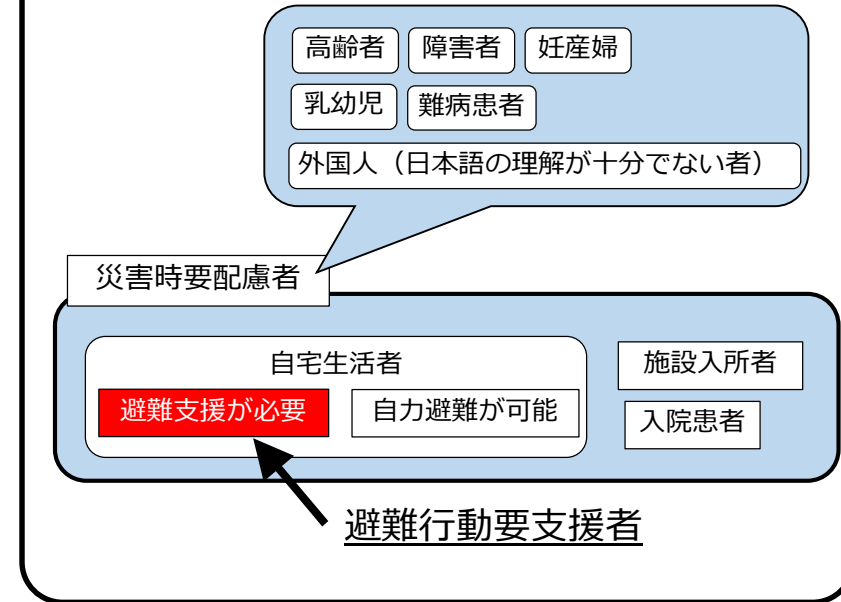 高齢者 障害者 妊産婦
乳幼児 難病患者
外国人（日本語の理解が十分でない者）
災害時要配慮者
自宅生活者
避難支援が必要 自力避難が可能
施設入所者
入院患者
避難行動要支援者